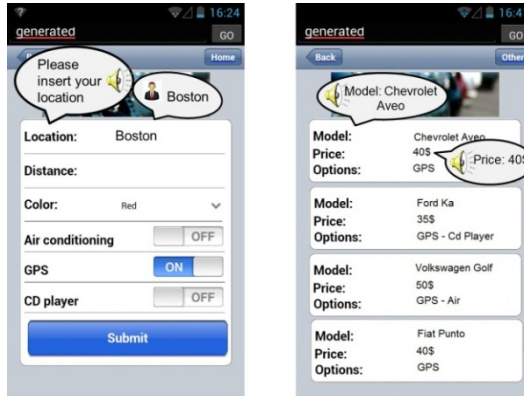 16:24
generated
GO
Home
Please
insert your
location
Boston
Location: Boston
Distance:
Color: Red
Air conditioning OFF
GPS ON
CD player OFF
Submit
16:4
generated
GO
Back
Other
Model: Chevrolet
Aveo
Model: Chevrolet Aveo
Price: 40$
Price: 40$
Options: GPS
Model: Ford Ka
Price: 35$
Options: GPS - Cd Player
Model: Volkswagen Golf
Price: 50$
Options: GPS - Air
Model: Fiat Punto
Price: 40$
Options: GPS